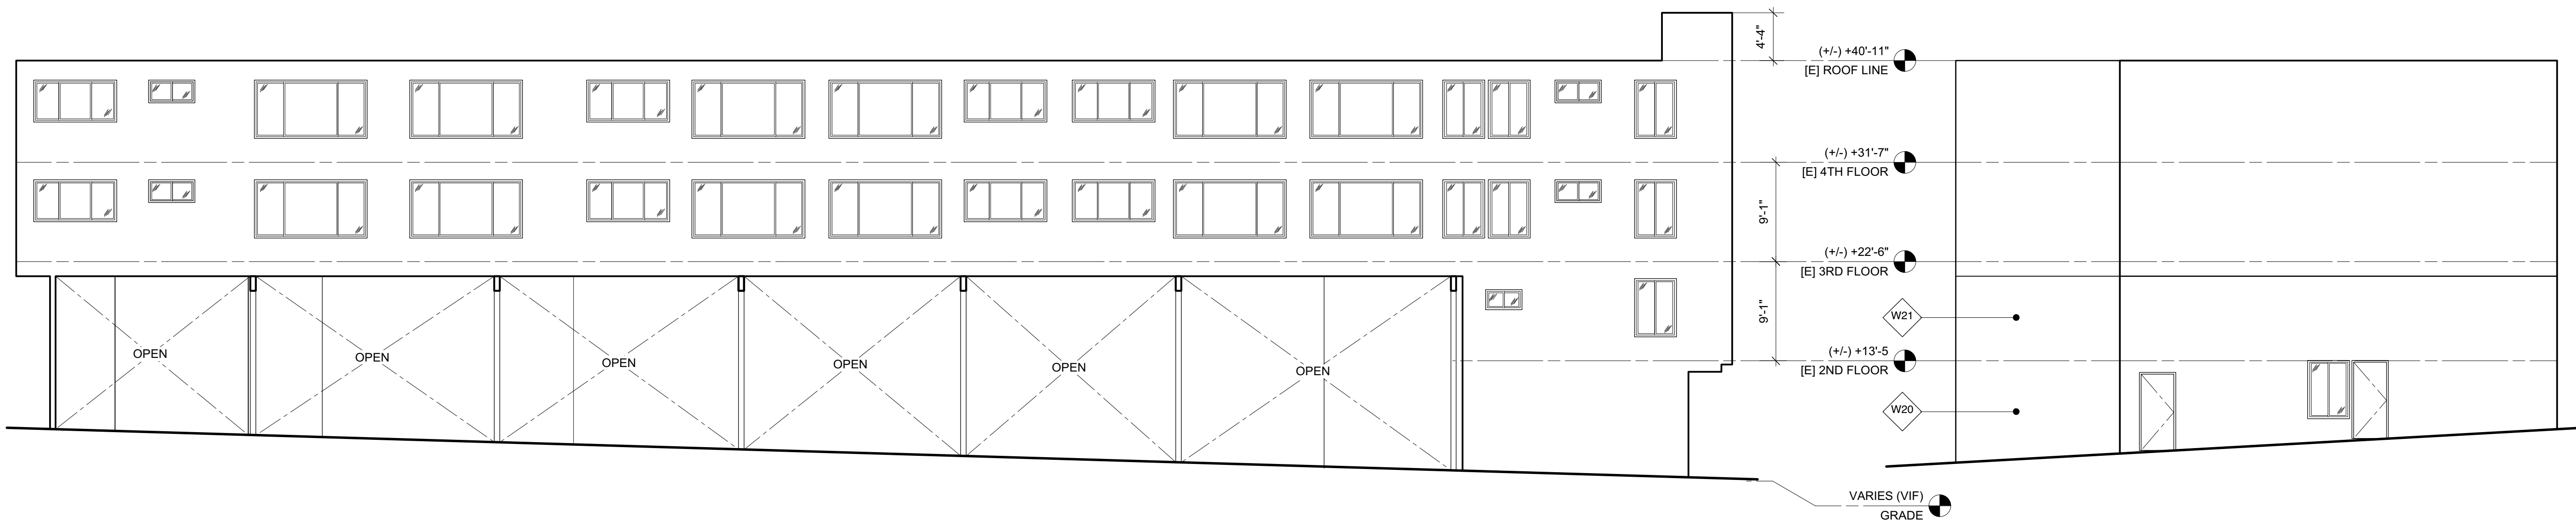 4'-4"
(+/-) +40'-11"
[E] ROOF LINE
(+/-) +31'-7"
[E] 4TH FLOOR
9'-1"
(+/-) +22'-6"
[E] 3RD FLOOR
9'-1"
W21
(+/-) +13'-5
[E] 2ND FLOOR
W20
OPEN
OPEN
OPEN
OPEN
OPEN
OPEN
VARIES (VIF)
GRADE